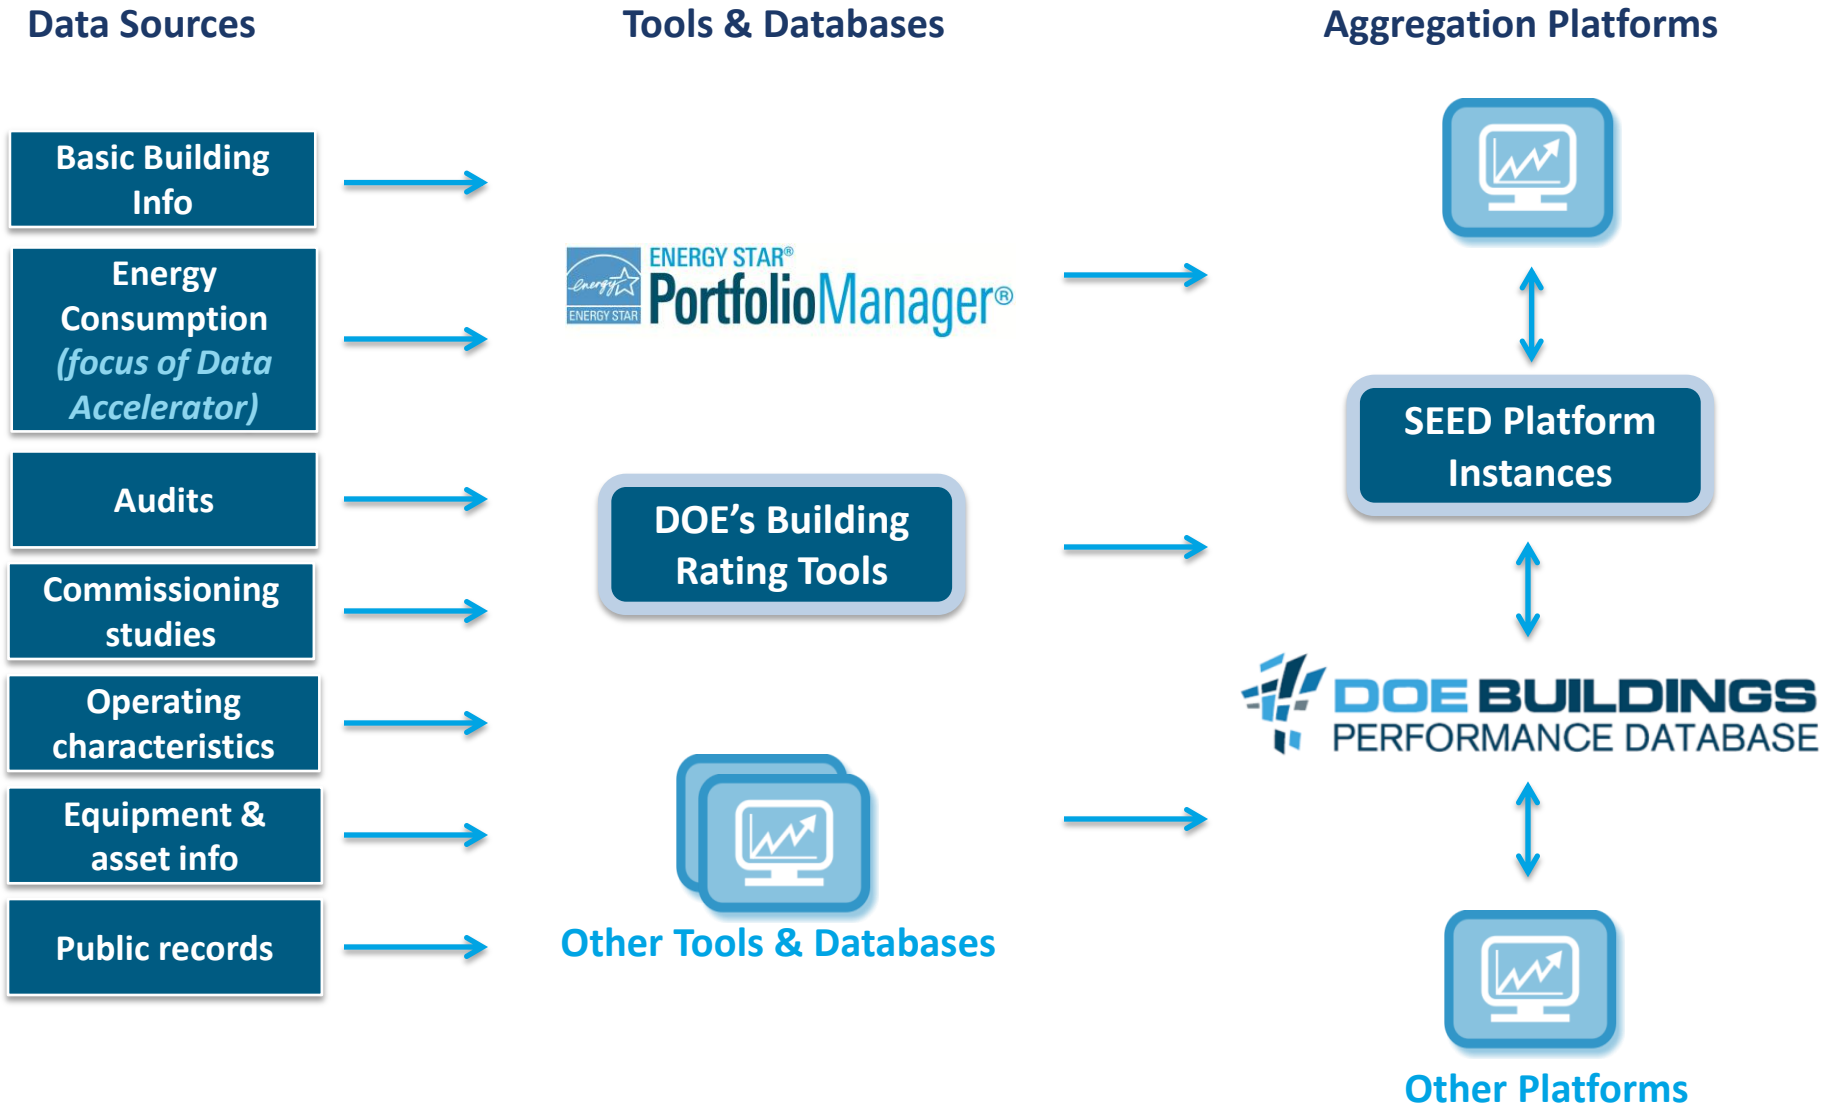 Data Sources
Tools & Databases
Aggregation Platforms
Basic Building
Info
Energy
Consumption
(focus of Data
Accelerator)
Audits
Commissioning
studies
Operating
characteristics
Equipment &
asset info
Public records
energy
ENERGY STAR
ENERGY STAR®
PortfolioManager®
DOE’s Building
Rating Tools
Other Tools & Databases
SEED Platform
Instances
DOE BUILDINGS
PERFORMANCE DATABASE
Other Platforms